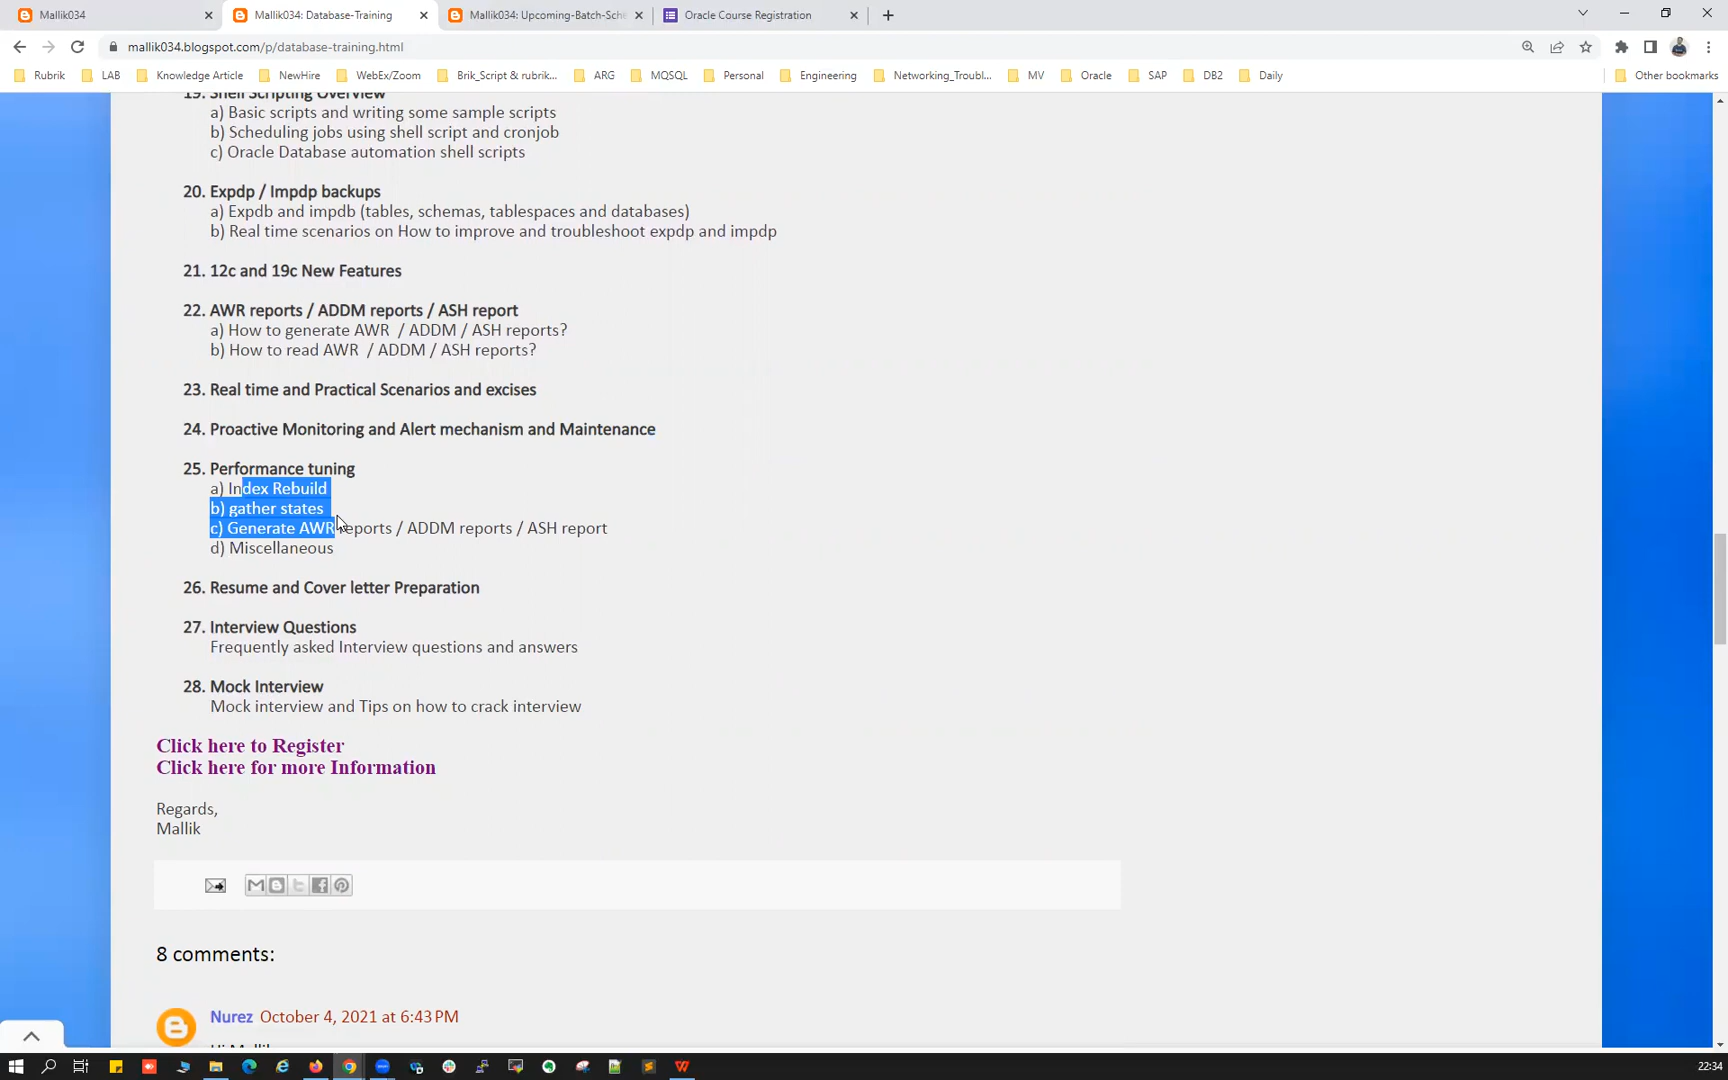 Mallik034
Mallik034: Database-Training
Mallik034: Upcoming-Batch-Sche
Oracle Course Registration
mallik034.blogspot.com/p/database-training.html
Rubrik
LAB
Knowledge Article
NewHire
WebEx/Zoom
Brik_Script & rubrik...
ARG
MQSQL
Personal
Engineering
Networking_Troubl...
MV
Oracle
SAP
DB2
Daily
Other bookmarks
19. Shell Scripting Overview
a) Basic scripts and writing some sample scripts
b) Scheduling jobs using shell script and cronjob
c) Oracle Database automation shell scripts
20. Expdp / Impdp backups
a) Expdb and impdb (tables, schemas, tablespaces and databases)
b) Real time scenarios on How to improve and troubleshoot expdp and impdp
21. 12c and 19c New Features
22. AWR reports / ADDM reports / ASH report
a) How to generate AWR / ADDM / ASH reports?
b) How to read AWR / ADDM / ASH reports?
23. Real time and Practical Scenarios and excises
24. Proactive Monitoring and Alert mechanism and Maintenance
25. Performance tuning
a) Index Rebuild
b) gather states
c) Generate AWR reports / ADDM reports / ASH report
d) Miscellaneous
26. Resume and Cover letter Preparation
27. Interview Questions
Frequently asked Interview questions and answers
28. Mock Interview
Mock interview and Tips on how to crack interview
Click here to Register
Click here for more Information
Regards,
Mallik
8 comments:
Nurez October 4, 2021 at 6:43 PM
Hi Mallik
22:34